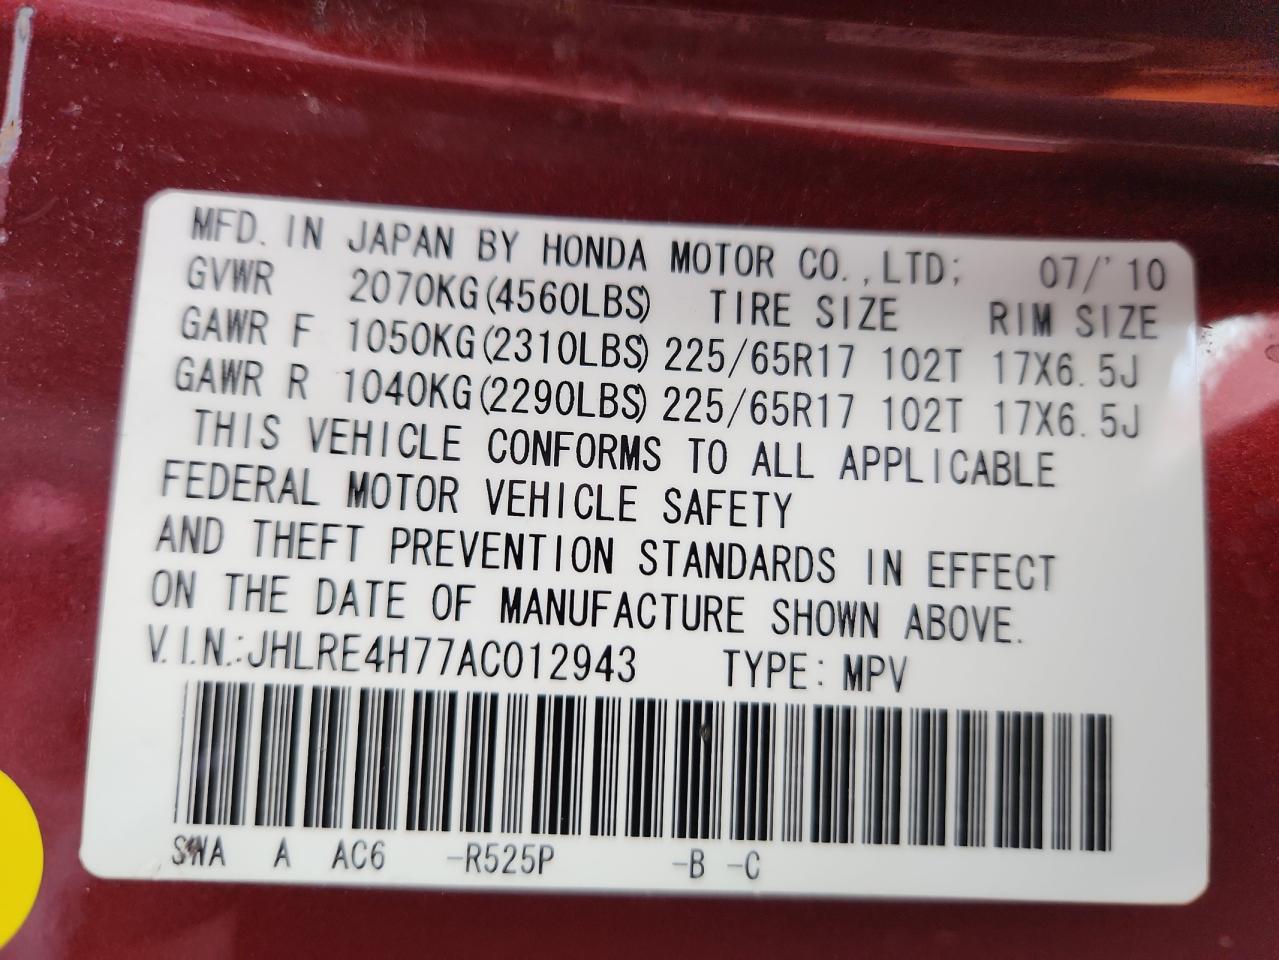 MFD. IN JAPAN BY HONDA MOTOR CO.,LTD; 07/'10
GVWR 2070KG(4560LBS) TIRE SIZE RIM SIZE
GAWR F 1050KG(2310LBS) 225/65R17 102T 17X6.5J
GAWR R 1040KG(2290LBS) 225/65R17 102T 17X6.5J
THIS VEHICLE CONFORMS TO ALL APPLICABLE
FEDERAL MOTOR VEHICLE SAFETY
AND THEFT PREVENTION STANDARDS IN EFFECT
ON THE DATE OF MANUFACTURE SHOWN ABOVE.
V.I.N.:JHLRE4H77AC012943 TYPE: MPV
SWA A AC6 -R525P -B -C